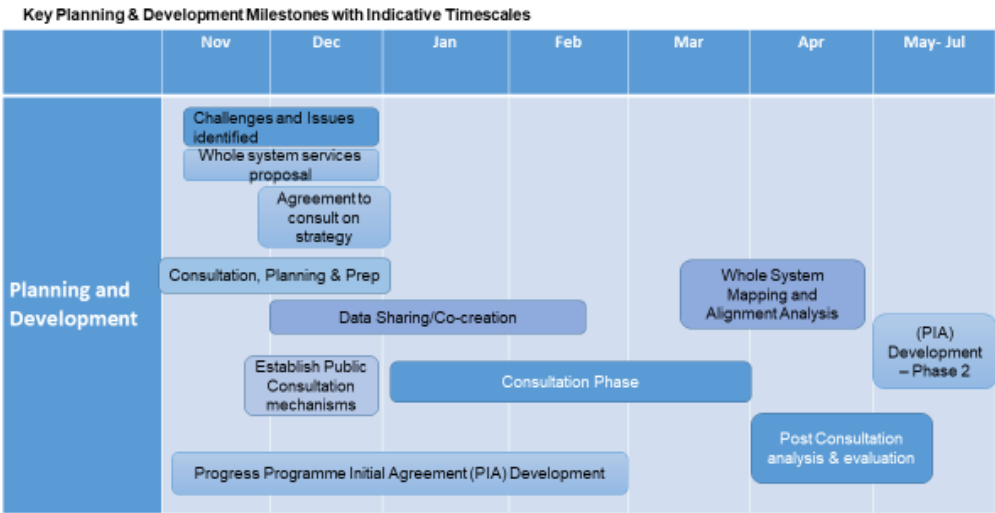 Key Planning & Development Milestones with Indicative Timescales
Nov
Dec
Jan
Feb
Mar
Apr
May- Jul
Planning and
Development
Challenges and Issues
identified
Whole system services
proposal
Agreement to
consult on
strategy
Consultation, Planning & Prep
Data Sharing/Co-creation
Whole System
Mapping and
Alignment Analysis
(PIA)
Development
– Phase 2
Establish Public
Consultation
mechanisms
Consultation Phase
Post Consultation
analysis & evaluation
Progress Programme Initial Agreement (PIA) Development